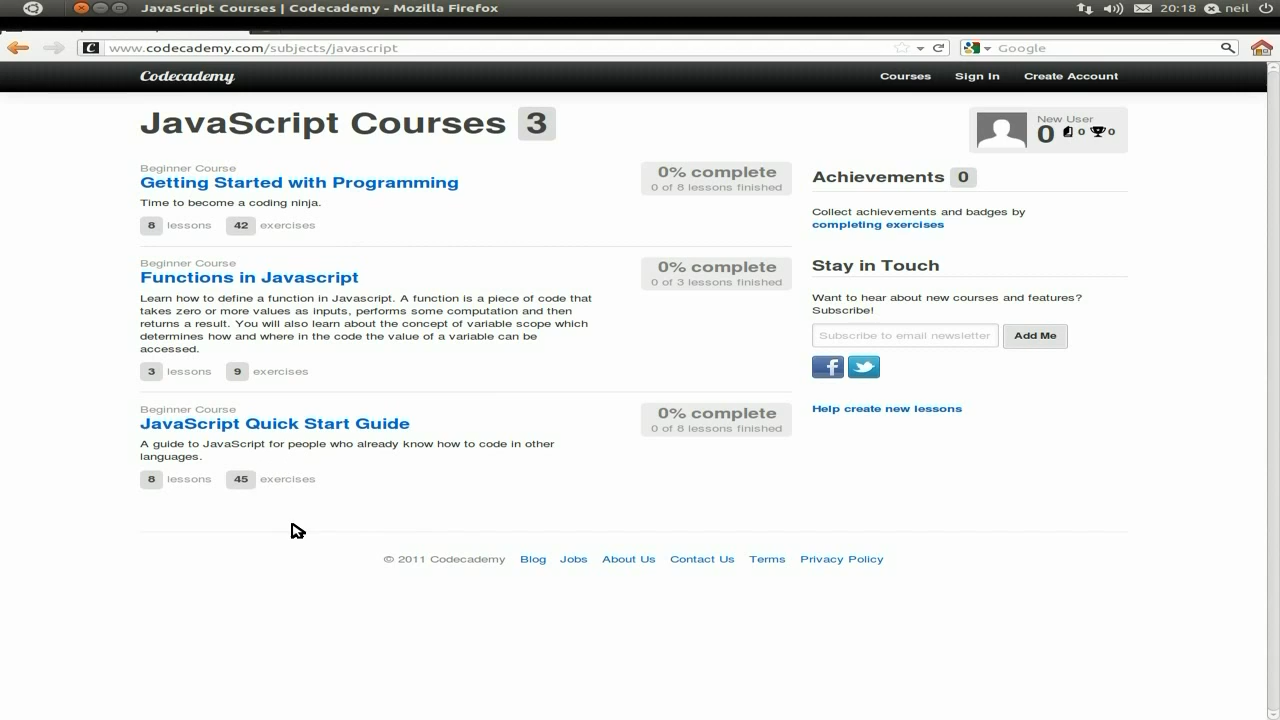 JavaScript Courses | Codecademy - Mozilla Firefox
20:18
neil
www.codecademy.com/subjects/javascript
Google
Codecademy
Courses
Sign In
Create Account
JavaScript Courses 3
New User
0 0 0
Beginner Course
Getting Started with Programming
Time to become a coding ninja.
8 lessons 42 exercises
0% complete
0 of 8 lessons finished
Beginner Course
Functions in Javascript
Learn how to define a function in Javascript. A function is a piece of code that
takes zero or more values as inputs, performs some computation and then
returns a result. You will also learn about the concept of variable scope which
determines how and where in the code the value of a variable can be
accessed.
3 lessons 9 exercises
0% complete
0 of 3 lessons finished
Beginner Course
JavaScript Quick Start Guide
A guide to JavaScript for people who already know how to code in other
languages.
8 lessons 45 exercises
0% complete
0 of 8 lessons finished
Achievements 0
Collect achievements and badges by
completing exercises
Stay in Touch
Want to hear about new courses and features?
Subscribe!
Subscribe to email newsletter
Add Me
Help create new lessons
© 2011 Codecademy Blog Jobs About Us Contact Us Terms Privacy Policy